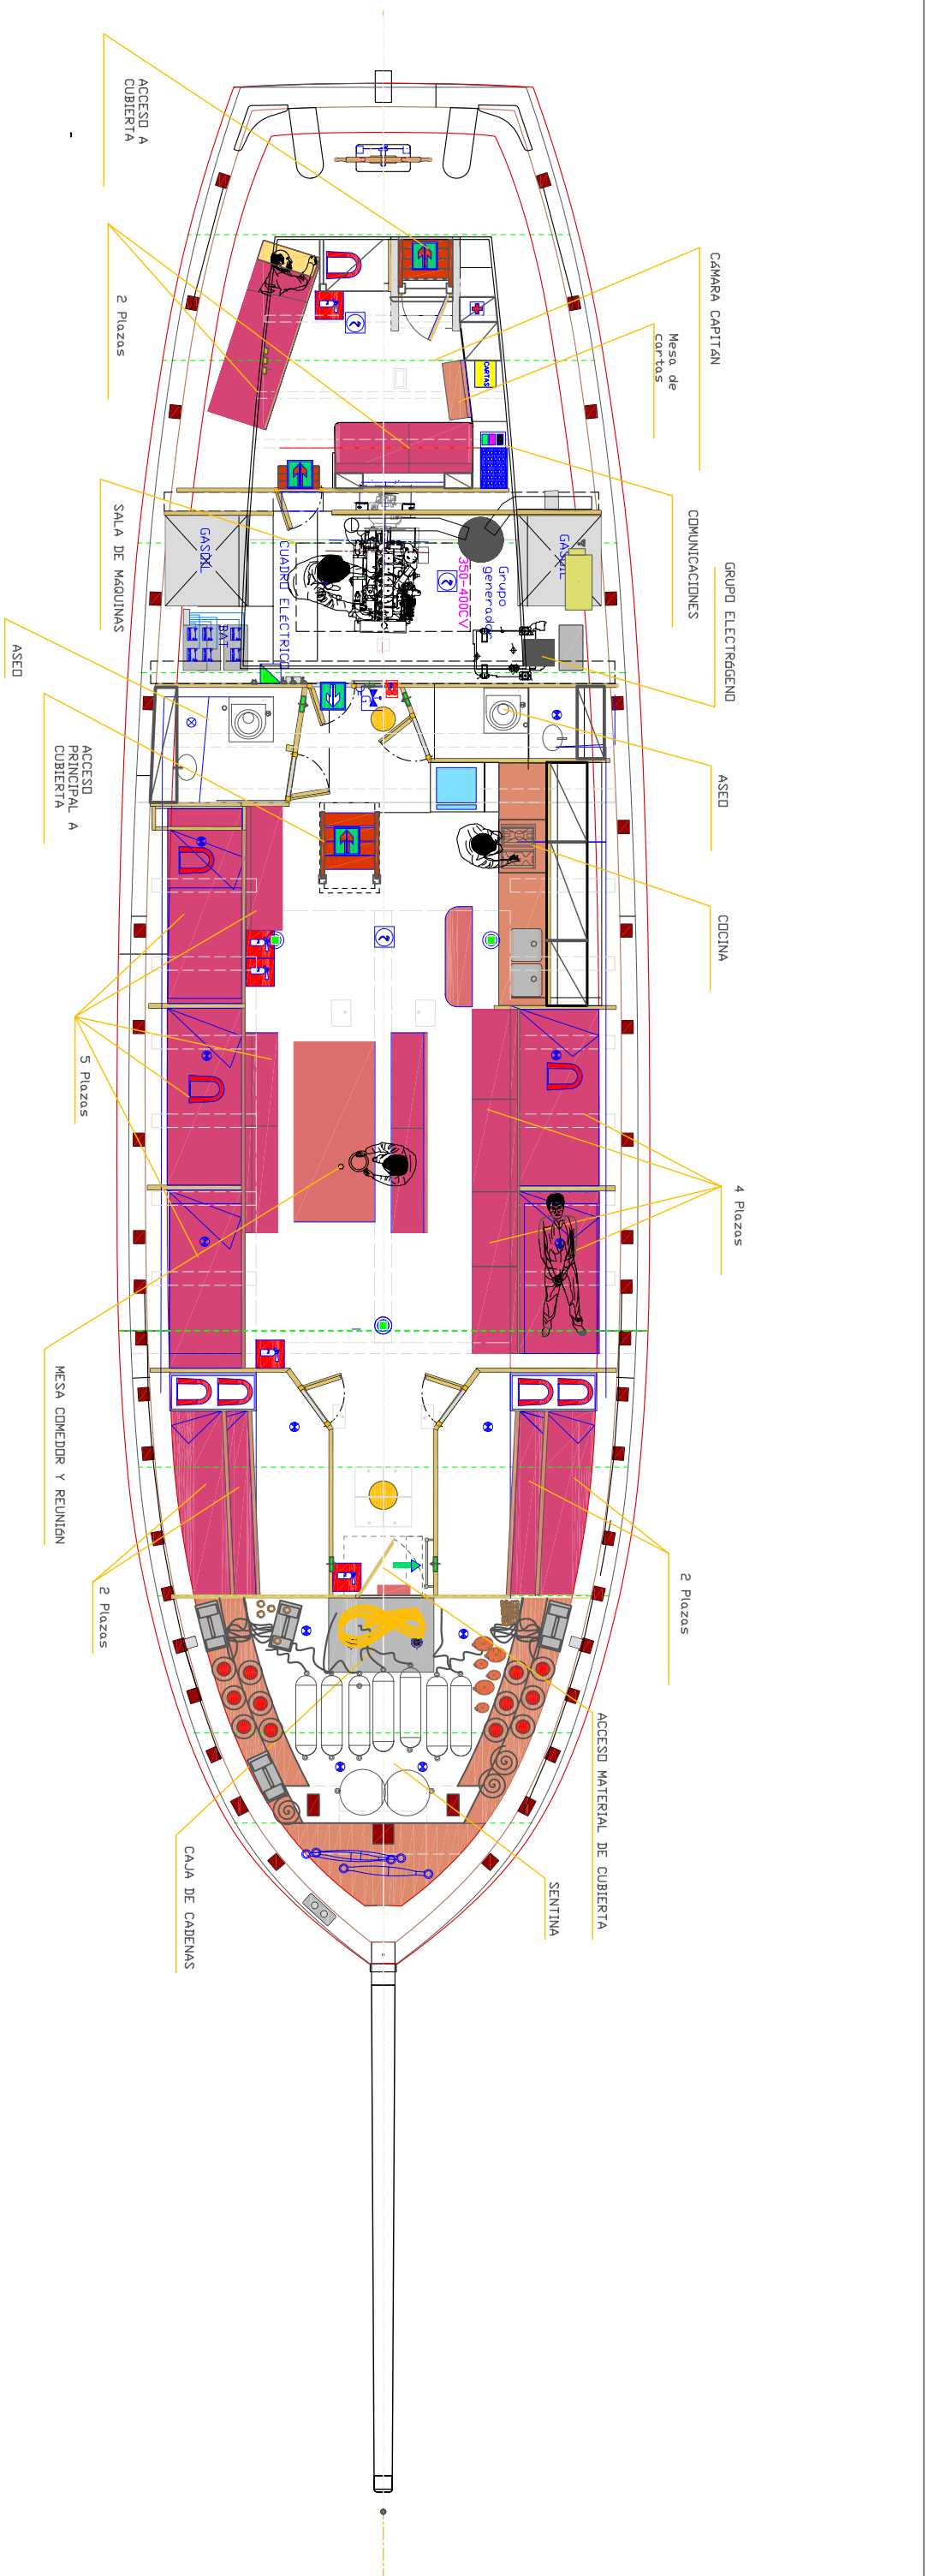 ACCESO A
CUBIERTA
2 Plazas
CÁMARA CAPITÁN
Mesa de
cartas
CARTAS
COMUNICACIONES
GRUPO ELECTRÓGENO
SALA DE MÁQUINAS
GASOIL
CUADRO ELÉCTRICO
350-400CV
Grupo
generador
GASOIL
BAT
ASEO
ACCESO
PRINCIPAL A
CUBIERTA
ASEO
COCINA
5 Plazas
4 Plazas
MESA COMEDOR Y REUNIÓN
2 Plazas
2 Plazas
ACCESO MATERIAL DE CUBIERTA
CAJA DE CADENAS
SENTINA